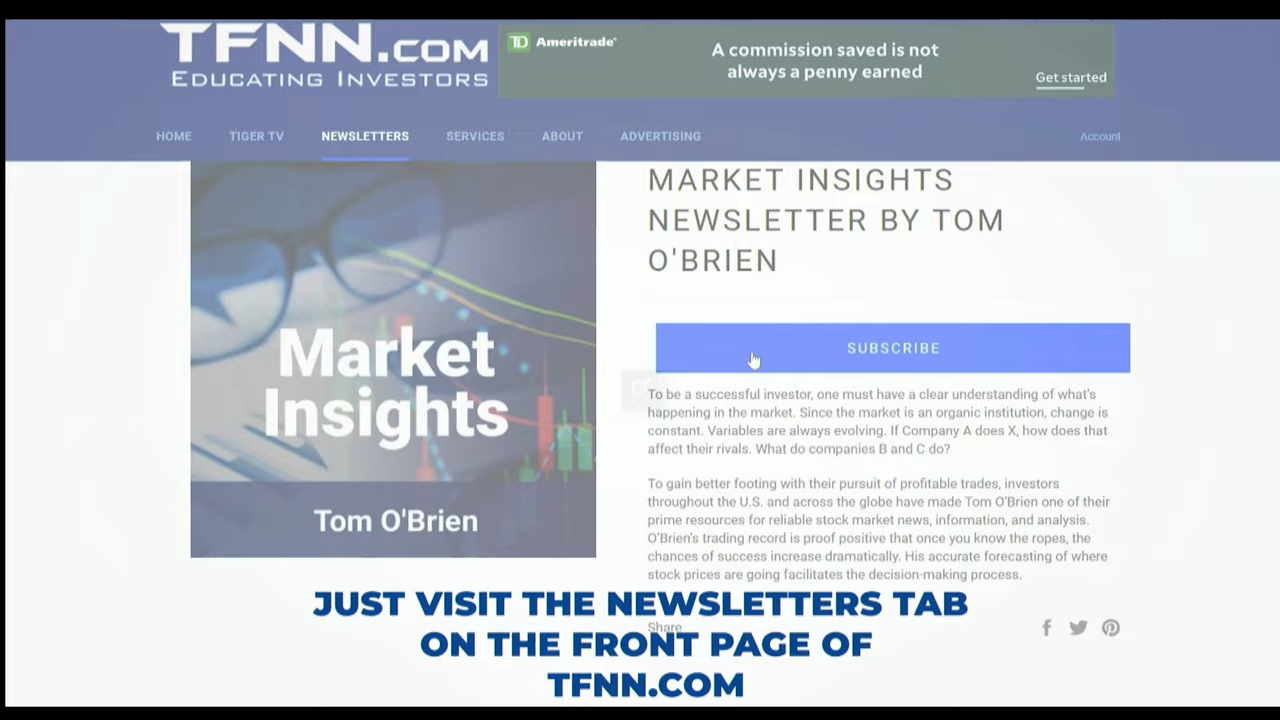 TFNN.COM
EDUCATING INVESTORS
TD Ameritrade
A commission saved is not
always a penny earned
Get started
HOME TIGER TV NEWSLETTERS SERVICES ABOUT ADVERTISING Account
Market
Insights
Tom O'Brien
MARKET INSIGHTS
NEWSLETTER BY TOM
O'BRIEN
SUBSCRIBE
To be a successful investor, one must have a clear understanding of what's
happening in the market. Since the market is an organic institution, change is
constant. Variables are always evolving. If Company A does X, how does that
affect their rivals. What do companies B and C do?
To gain better footing with their pursuit of profitable trades, investors
throughout the U.S. and across the globe have made Tom O'Brien one of their
prime resources for reliable stock market news, information, and analysis.
O'Brien's trading record is proof positive that once you know the ropes, the
chances of success increase dramatically. His accurate forecasting of where
stock prices are going facilitates the decision-making process.
Share
JUST VISIT THE NEWSLETTERS TAB
ON THE FRONT PAGE OF
TFNN.COM